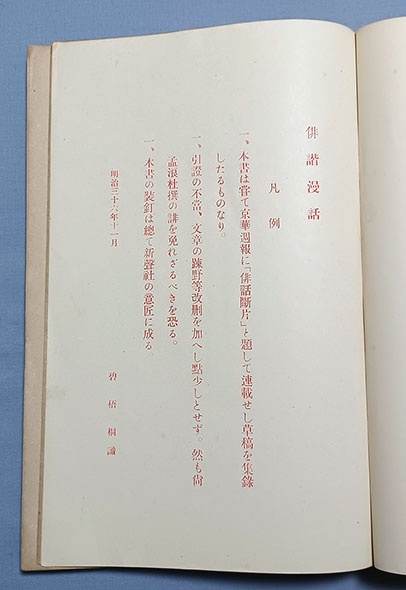 俳諧漫話
凡例
一、本書は嘗て京華週報に「俳話斷片」と題して連載せし草稿を集錄
したるものなり。
一、引證の不當、文章の踈野等改删を加へし點少しとせず。然も尙
孟浪杜撰の誹を免れざるべきを恐る。
一、本書の裝釘は總て新聲社の意匠に成る。
明治三十六年十一月
碧梧桐識